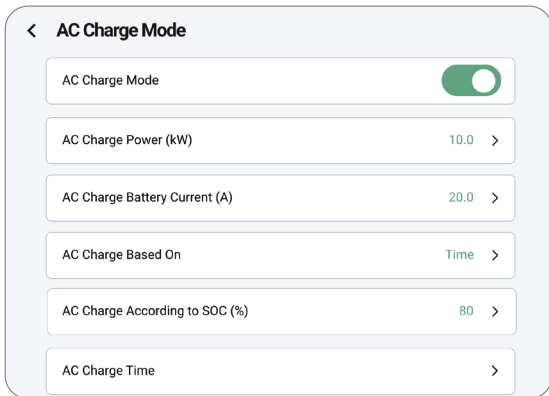 AC Charge Mode
AC Charge Mode
AC Charge Power (kW) 10.0
AC Charge Battery Current (A) 20.0
AC Charge Based On Time
AC Charge According to SOC (%) 80
AC Charge Time